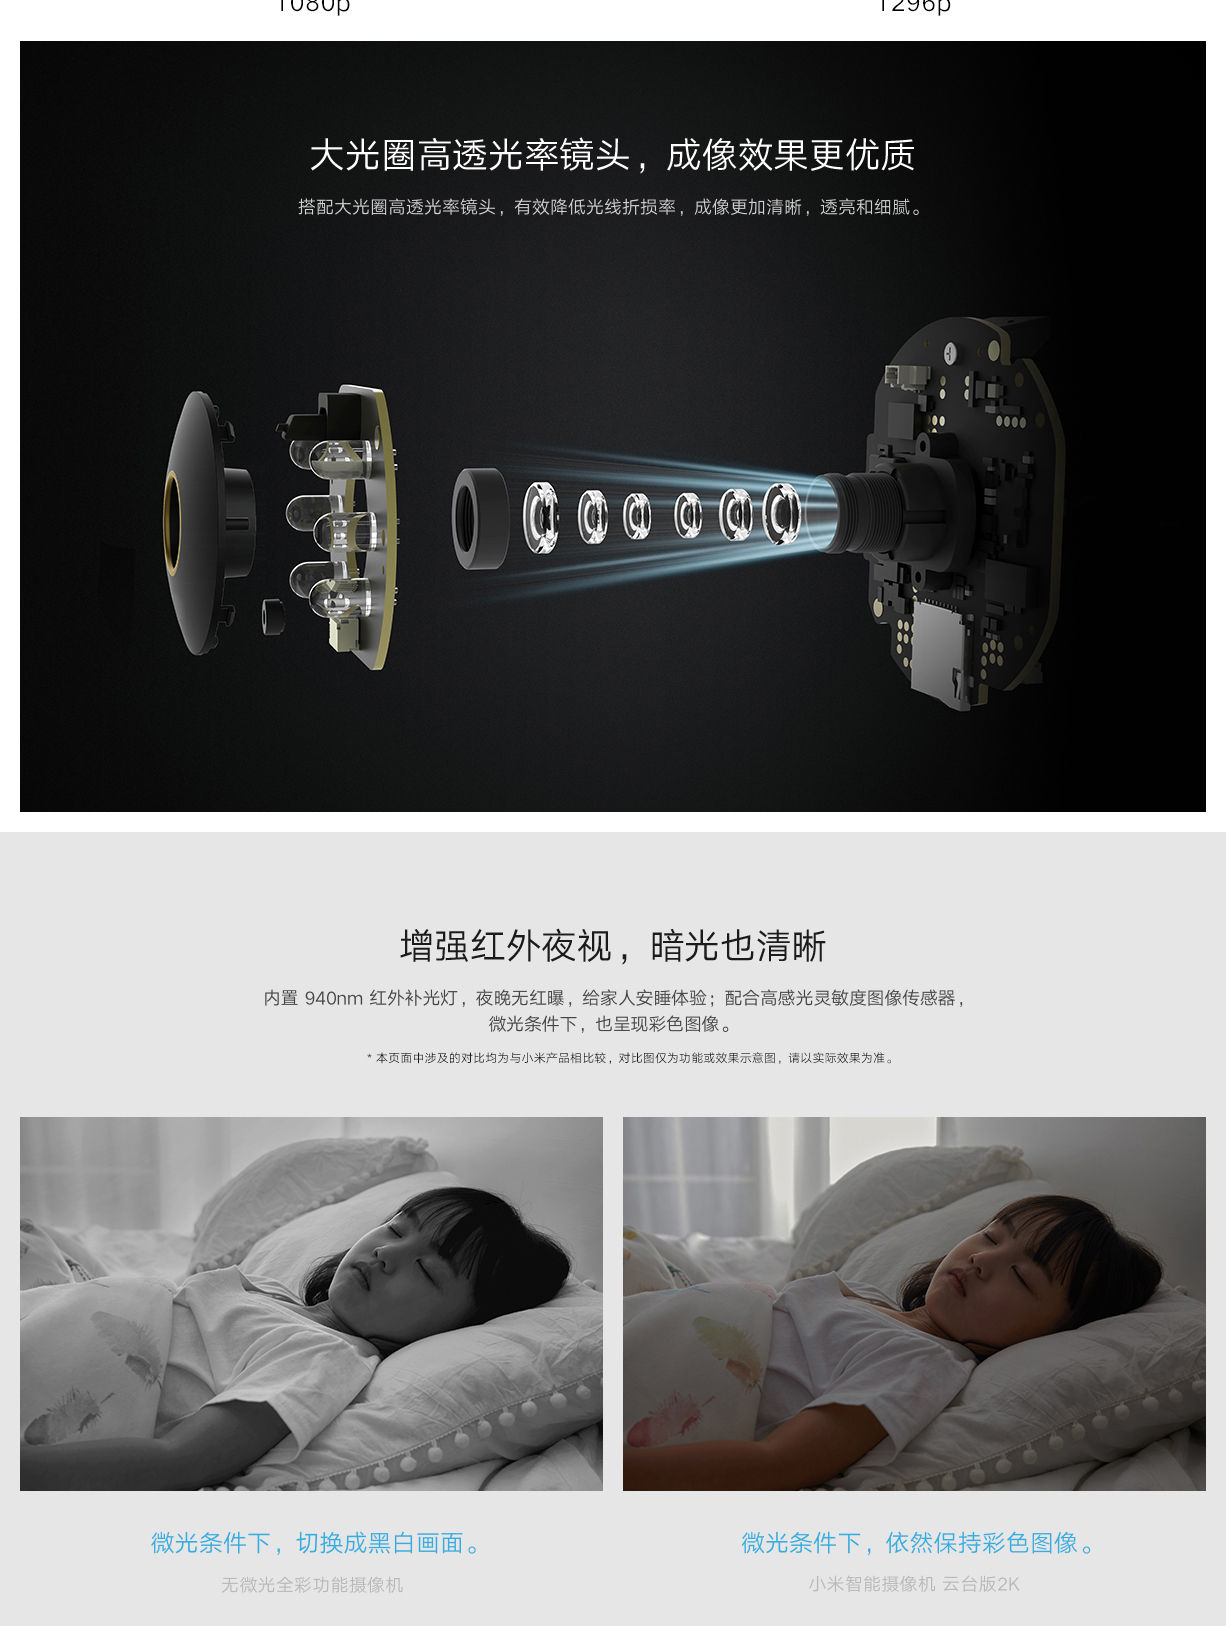 1080p
1296p
大光圈高透光率镜头，成像效果更优质
搭配大光圈高透光率镜头，有效降低光线折损率，成像更加清晰，透亮和细腻。
增强红外夜视，暗光也清晰
内置 940nm 红外补光灯，夜晚无红曝，给家人安睡体验；配合高感光灵敏度图像传感器，
微光条件下，也呈现彩色图像。
* 本页面中涉及的对比均为与小米产品相比较，对比图仅为功能或效果示意图，请以实际效果为准。
微光条件下，切换成黑白画面。
无微光全彩功能摄像机
微光条件下，依然保持彩色图像。
小米智能摄像机 云台版2K